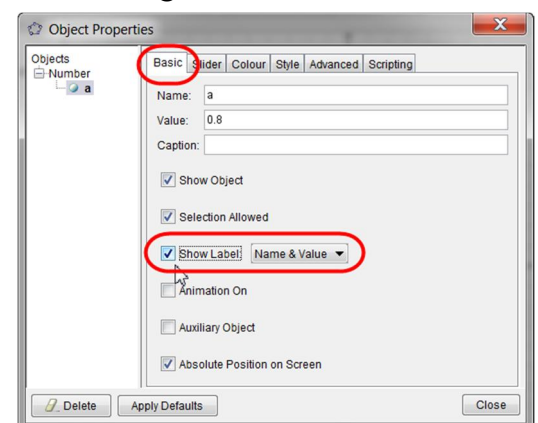 Object Properties
Objects
Number
a
Basic Slider Colour Style Advanced Scripting
Name: a
Value: 0.8
Caption:
Show Object
Selection Allowed
Show Label: Name & Value
Animation On
Auxiliary Object
Absolute Position on Screen
Delete Apply Defaults Close